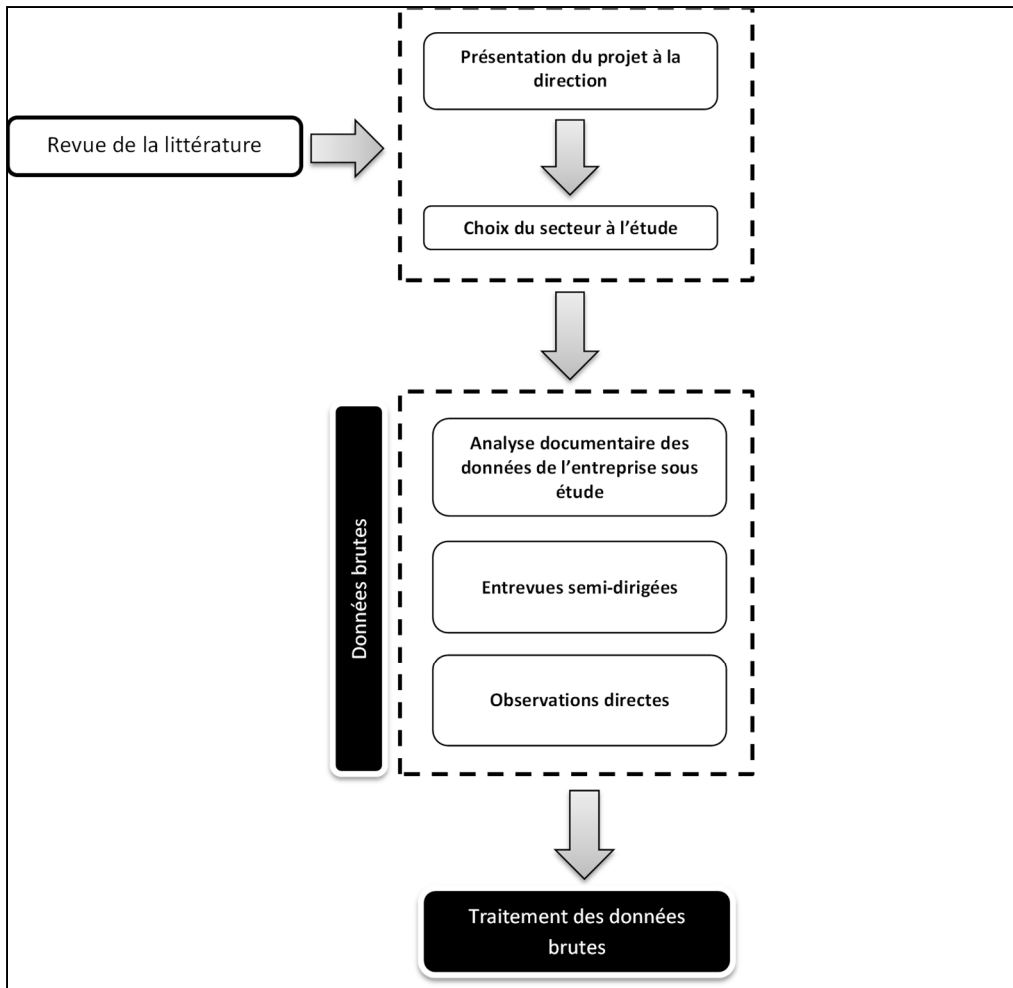 Présentation du projet à la
direction
Revue de la littérature
Choix du secteur à l’étude
Données brutes
Analyse documentaire des
données de l’entreprise sous
étude
Entrevues semi-dirigées
Observations directes
Traitement des données
brutes